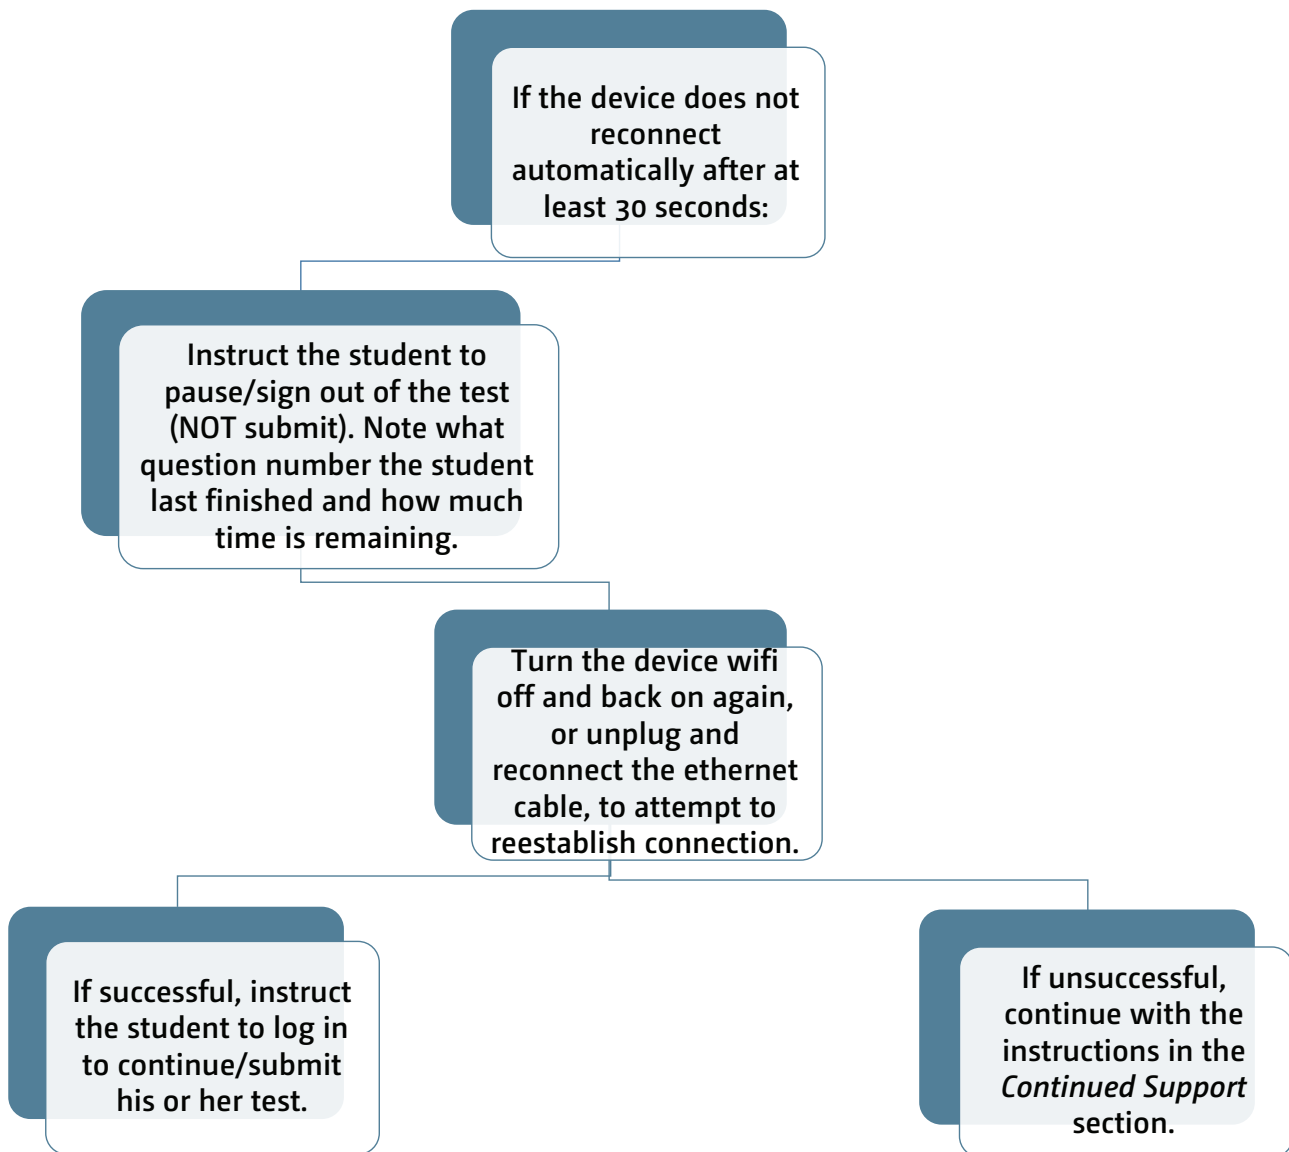 If the device does not
reconnect
automatically after at
least 30 seconds:
Instruct the student to
pause/sign out of the test
(NOT submit). Note what
question number the student
last finished and how much
time is remaining.
Turn the device wifi
off and back on again,
or unplug and
reconnect the ethernet
cable, to attempt to
reestablish connection.
If successful, instruct
the student to log in
to continue/submit
his or her test.
If unsuccessful,
continue with the
instructions in the
Continued Support
section.